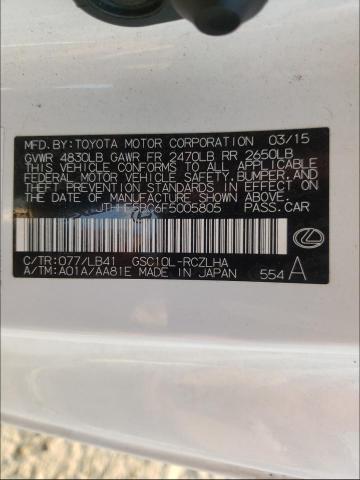 MFD.BY:TOYOTA MOTOR CORPORATION 03/15
GVWR 4830LB GAWR FR 2470LB RR 2650LB
THIS VEHICLE CONFORMS TO ALL APPLICABLE
FEDERAL MOTOR VEHICLE SAFETY, BUMPER, AND
THEFT PREVENTION STANDARDS IN EFFECT ON
THE DATE OF MANUFACTURE SHOWN ABOVE.
JTHHE5BC6F5005805 PASS.CAR
C/TR:077/LB41 GSC10L-RCZLHA
A/TM:A01A/AA81E MADE IN JAPAN 554 A